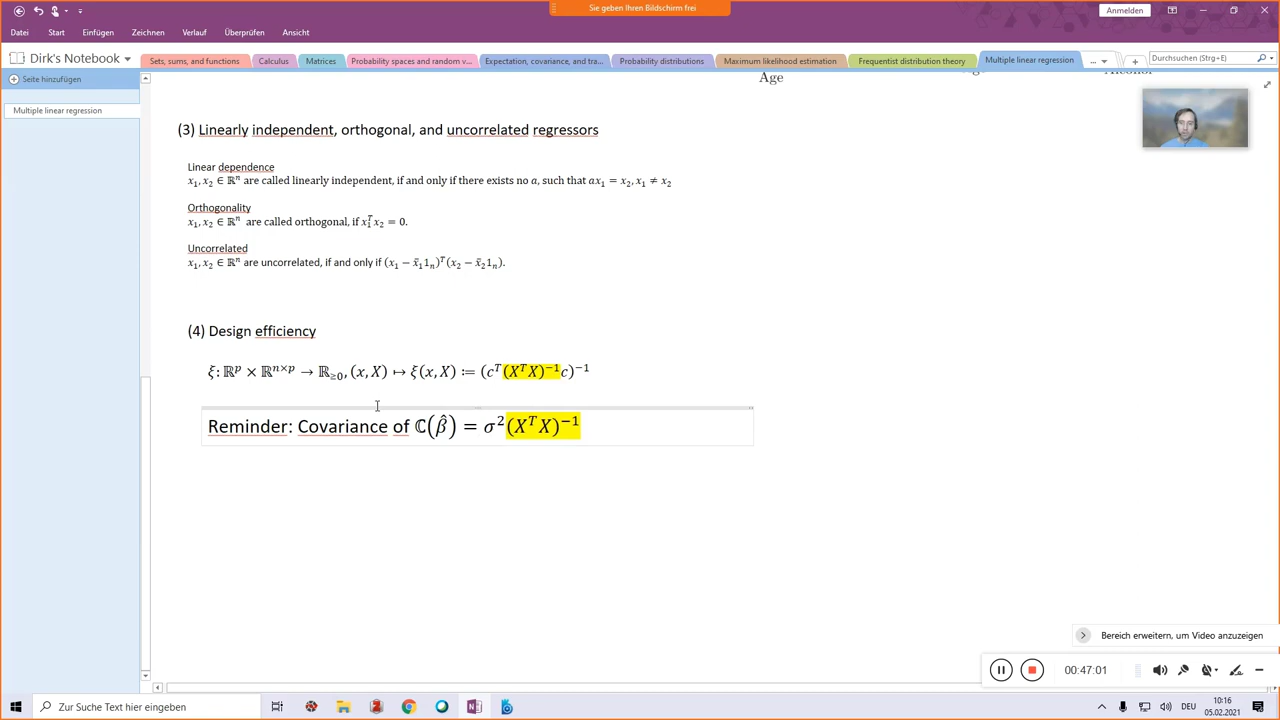 Sie geben Ihren Bildschirm frei
Anmelden
Datei Start Einfügen Zeichnen Verlauf Überprüfen Ansicht
Dirk's Notebook
Sets, sums, and functions Calculus Matrices Probability spaces and random v... Expectation, covariance, and tra... Probability distributions Maximum likelihood estimation Frequentist distribution theory Multiple linear regression ... Durchsuchen (Strg+E)
Seite hinzufügen
Multiple linear regression
Age Alcohol
(3) Linearly independent, orthogonal, and uncorrelated regressors
Linear dependence
x₁, x₂ ∈ ℝⁿ are called linearly independent, if and only if there exists no a, such that ax₁ = x₂, x₁ ≠ x₂
Orthogonality
x₁, x₂ ∈ ℝⁿ are called orthogonal, if x₁ᵀx₂ = 0.
Uncorrelated
x₁, x₂ ∈ ℝⁿ are uncorrelated, if and only if (x₁ − x̄₁1ₙ)ᵀ(x₂ − x̄₂1ₙ).
(4) Design efficiency
ξ: ℝᵖ × ℝⁿˣᵖ → ℝ≥0, (x, X) ↦ ξ(x, X) ≔ (cᵀ(XᵀX)⁻¹c)⁻¹
Reminder: Covariance of ℂ(β̂) = σ²(XᵀX)⁻¹
Bereich erweitern, um Video anzuzeigen
00:47:01
Zur Suche Text hier eingeben
DEU
10:16
05.02.2021